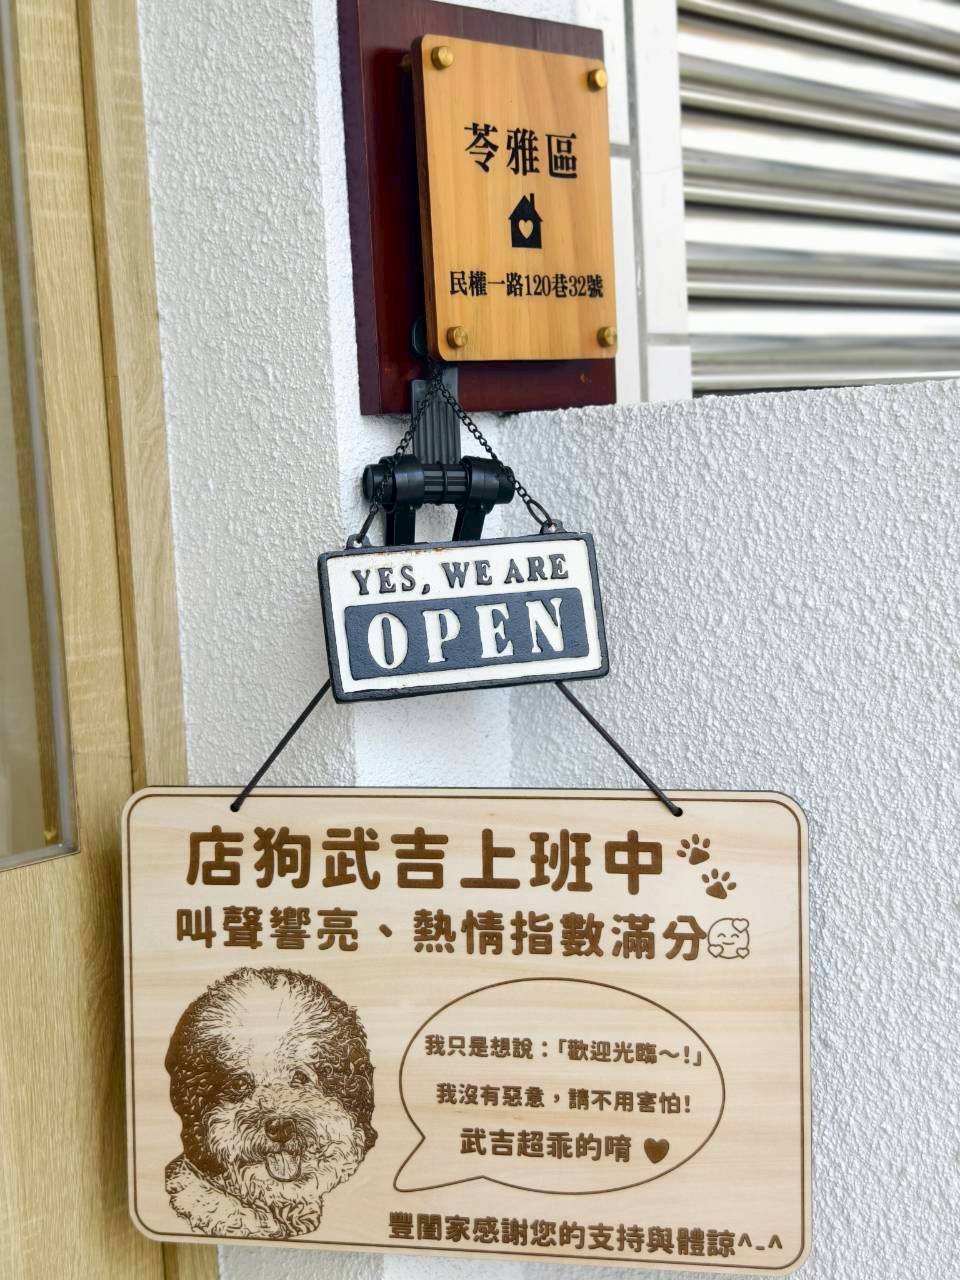 苓雅區
民權一路120巷32號
YES, WE ARE
OPEN
店狗武吉上班中
叫聲響亮、熱情指數滿分
我只是想說：「歡迎光臨～!」
我沒有惡意，請不用害怕!
武吉超乖的唷
豐闔家感謝您的支持與體諒^-^